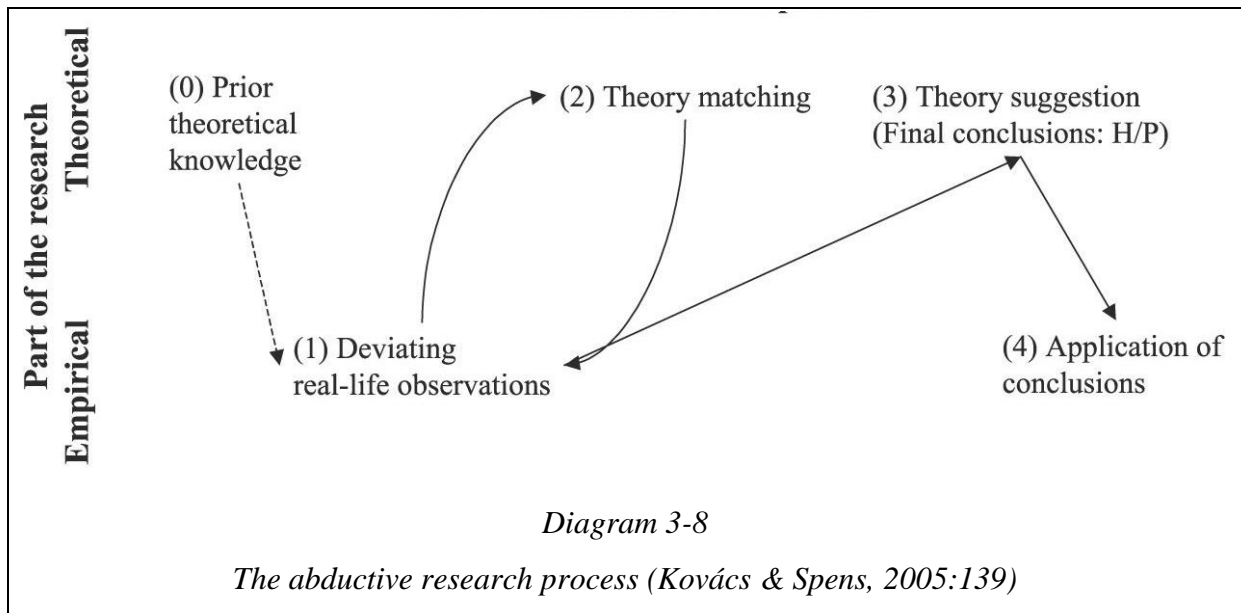 Part of the research
Theoretical
Empirical
(0) Prior
theoretical
knowledge
(2) Theory matching
(3) Theory suggestion
(Final conclusions: H/P)
(1) Deviating
real-life observations
(4) Application of
conclusions
Diagram 3-8
The abductive research process (Kovács & Spens, 2005:139)